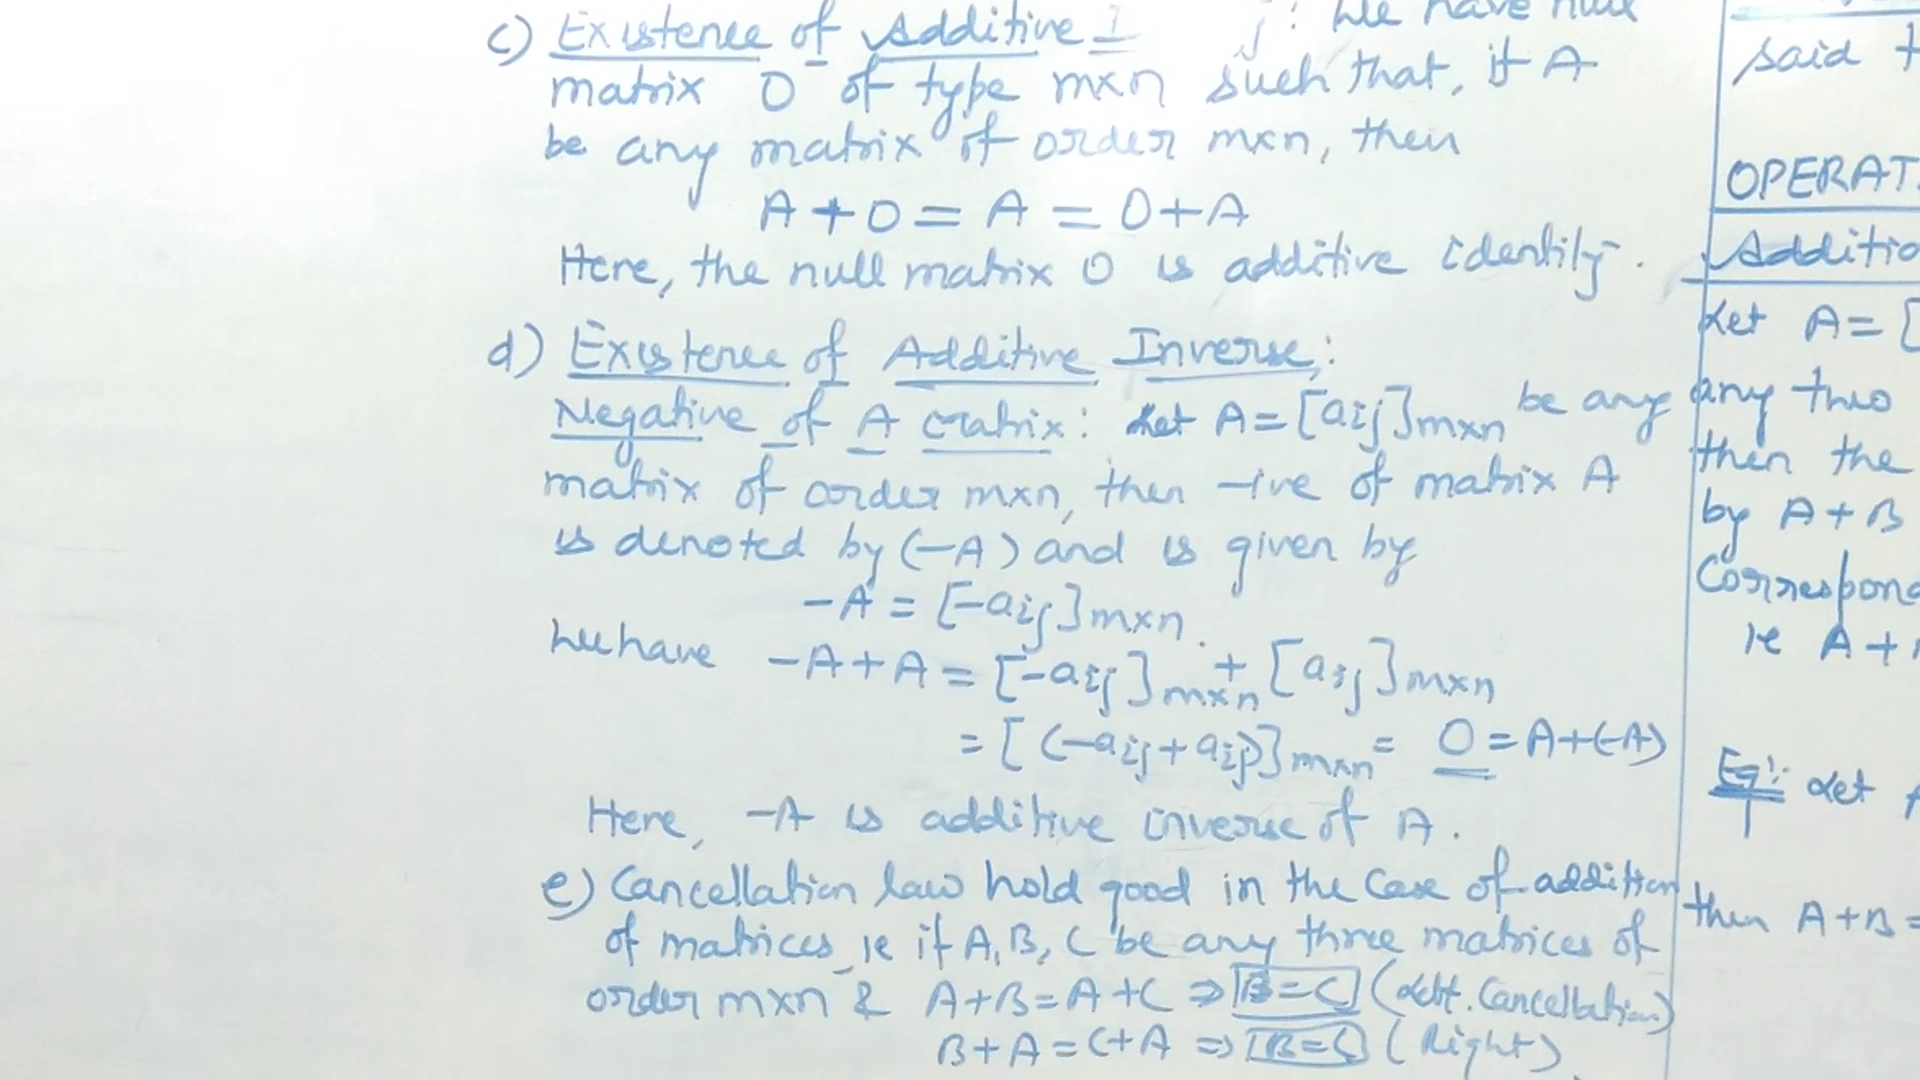 c) Existence of Additive I : We have null
matrix O of type m×n such that, if A
be any matrix of order m×n, then
A + O = A = O + A
Here, the null matrix O is additive identity.
d) Existence of Additive Inverse:
Negative of A matrix: Let A = [aij]m×n be any
matrix of order m×n, then -ive of matrix A
is denoted by (-A) and is given by
-A = [-aij]m×n.
We have -A + A = [-aij]m×n + [aij]m×n
= [(-aij + aij)]m×n = O = A + (-A)
Here, -A is additive inverse of A.
e) Cancellation law hold good in the case of addition
of matrices ie if A, B, C be any three matrices of
order m×n & A+B = A+C ⇒ B=C (Left. Cancellation)
B+A = C+A ⇒ B=C (Right)
said
OPERAT
Additio
Let A = [
any two
then the
by A+B
Correspond
ie A+
Eg: Let
then A+B =